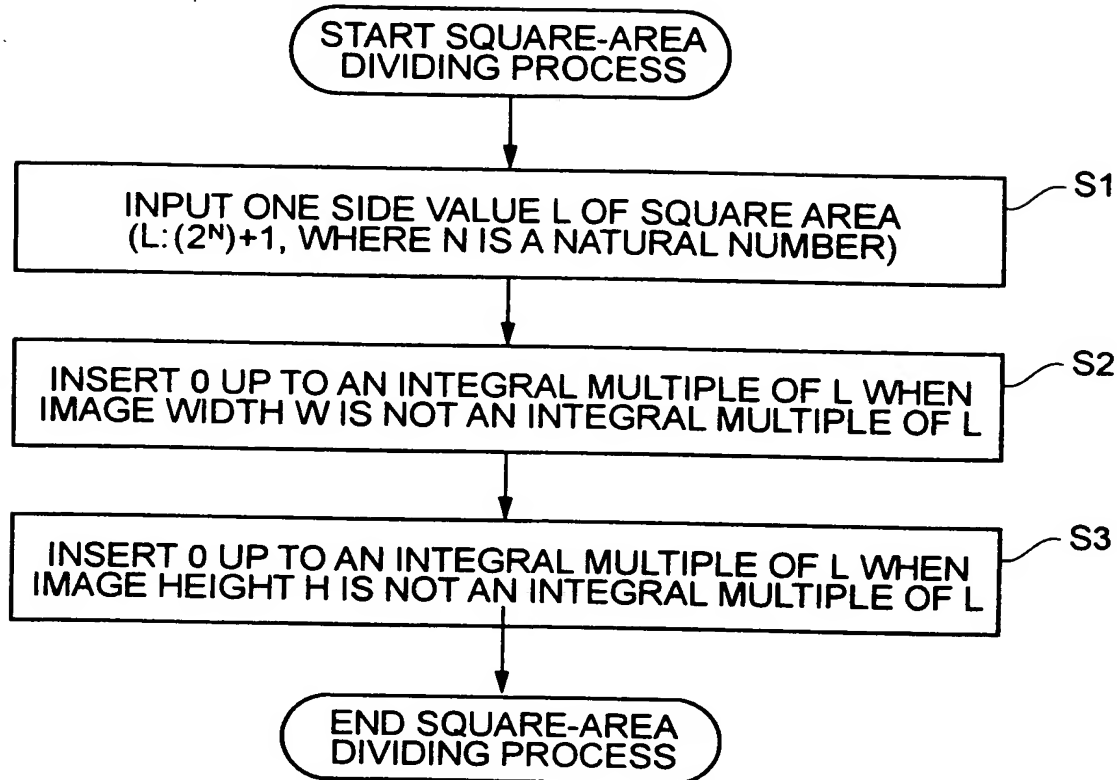 START SQUARE-AREA
DIVIDING PROCESS
S1
INPUT ONE SIDE VALUE L OF SQUARE AREA
(L: (2ᴺ)+1, WHERE N IS A NATURAL NUMBER)
S2
INSERT 0 UP TO AN INTEGRAL MULTIPLE OF L WHEN
IMAGE WIDTH W IS NOT AN INTEGRAL MULTIPLE OF L
S3
INSERT 0 UP TO AN INTEGRAL MULTIPLE OF L WHEN
IMAGE HEIGHT H IS NOT AN INTEGRAL MULTIPLE OF L
END SQUARE-AREA
DIVIDING PROCESS